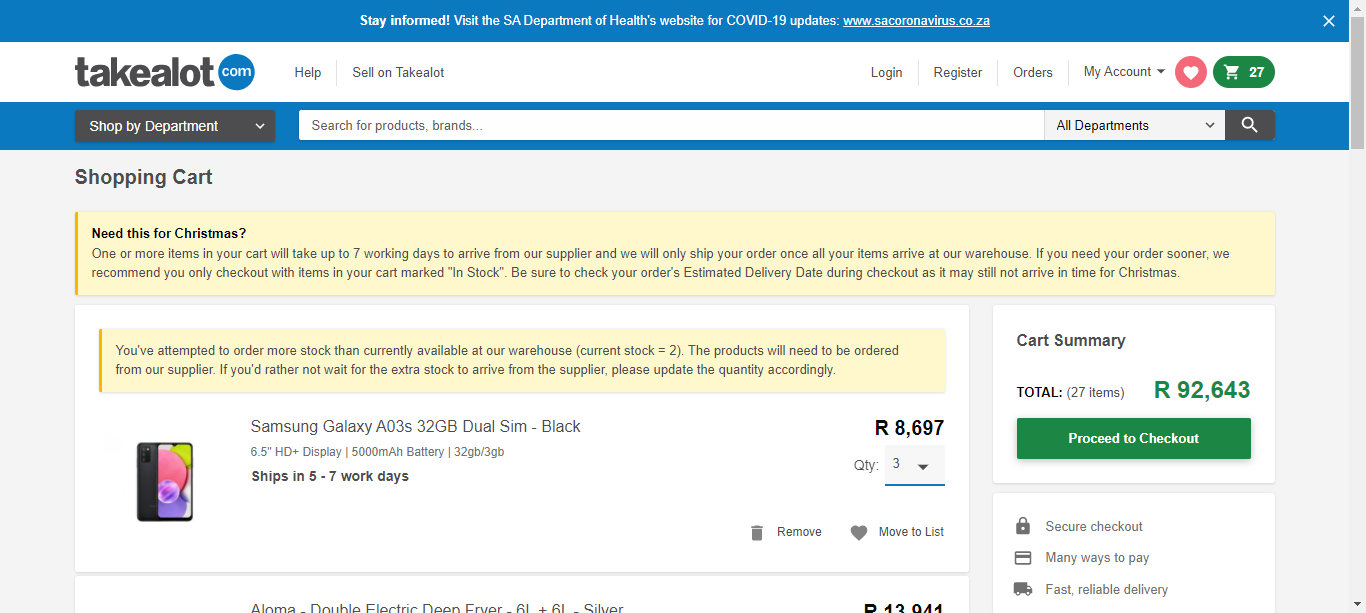 Stay informed! Visit the SA Department of Health's website for COVID-19 updates: www.sacoronavirus.co.za
takealot com
Help
Sell on Takealot
Login
Register
Orders
My Account
27
Shop by Department
Search for products, brands...
All Departments
Shopping Cart
Need this for Christmas?
One or more items in your cart will take up to 7 working days to arrive from our supplier and we will only ship your order once all your items arrive at our warehouse. If you need your order sooner, we
recommend you only checkout with items in your cart marked "In Stock". Be sure to check your order's Estimated Delivery Date during checkout as it may still not arrive in time for Christmas.
You've attempted to order more stock than currently available at our warehouse (current stock = 2). The products will need to be ordered
from our supplier. If you'd rather not wait for the extra stock to arrive from the supplier, please update the quantity accordingly.
Samsung Galaxy A03s 32GB Dual Sim - Black
6.5" HD+ Display | 5000mAh Battery | 32gb/3gb
Ships in 5 - 7 work days
R 8,697
Qty: 3
Remove
Move to List
Aloma - Double Electric Deep Fryer - 6L + 6L - Silver
R 13,941
Cart Summary
TOTAL: (27 items) R 92,643
Proceed to Checkout
Secure checkout
Many ways to pay
Fast, reliable delivery